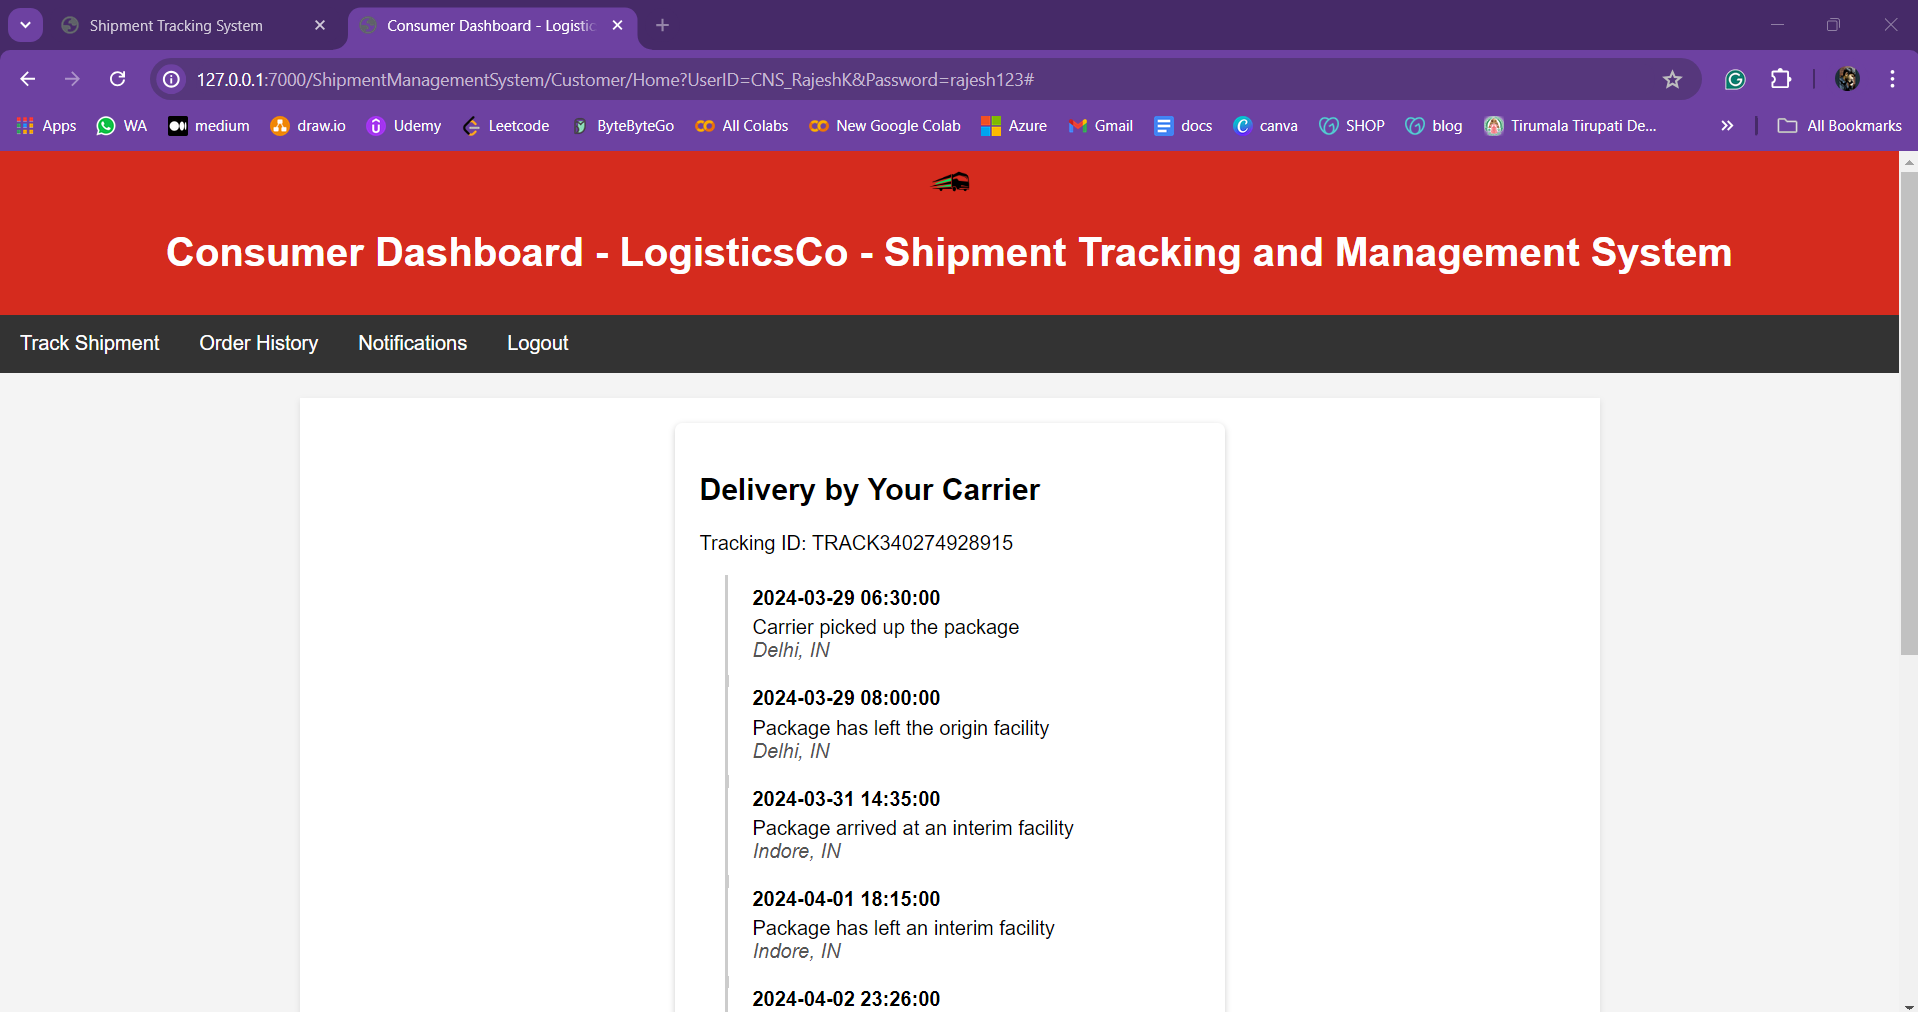 Shipment Tracking System
Consumer Dashboard - Logistic
127.0.0.1:7000/ShipmentManagementSystem/Customer/Home?UserID=CNS_RajeshK&Password=rajesh123#
Apps WA medium draw.io Udemy Leetcode ByteByteGo All Colabs New Google Colab Azure Gmail docs canva SHOP blog Tirumala Tirupati De... All Bookmarks
Consumer Dashboard - LogisticsCo - Shipment Tracking and Management System
Track Shipment Order History Notifications Logout
Delivery by Your Carrier
Tracking ID: TRACK340274928915
2024-03-29 06:30:00
Carrier picked up the package
Delhi, IN
2024-03-29 08:00:00
Package has left the origin facility
Delhi, IN
2024-03-31 14:35:00
Package arrived at an interim facility
Indore, IN
2024-04-01 18:15:00
Package has left an interim facility
Indore, IN
2024-04-02 23:26:00